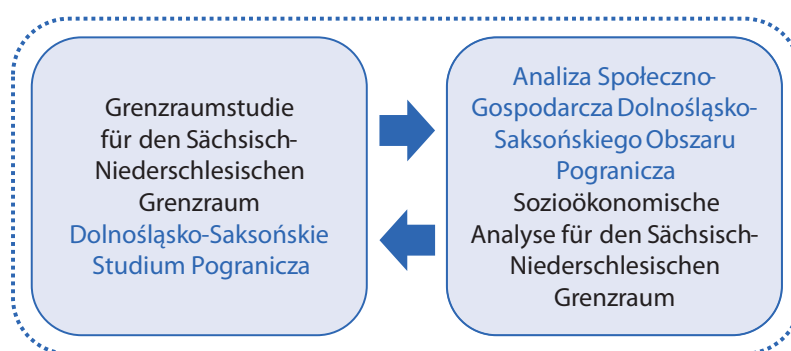 Grenzraumstudie
für den Sächsisch-
Niederschlesischen
Grenzraum
Dolnośląsko-Saksońskie
Studium Pogranicza
Analiza Społeczno-
Gospodarcza Dolnośląsko-
Saksońskiego Obszaru
Pogranicza
Sozioökonomische
Analyse für den Sächsisch-
Niederschlesischen
Grenzraum